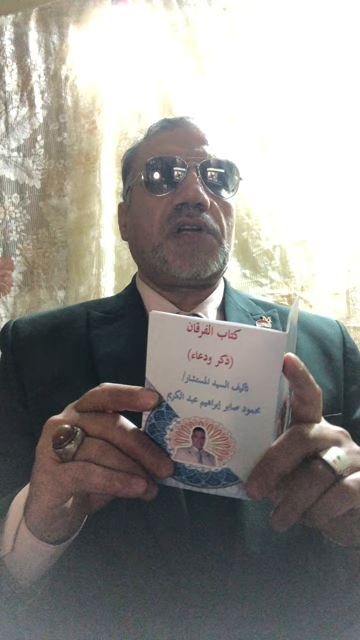 كتاب الفرقان
(ذكر ودعاء)
تأليف السيد المستشار/
محمود صابر إبراهيم عبد الكريم